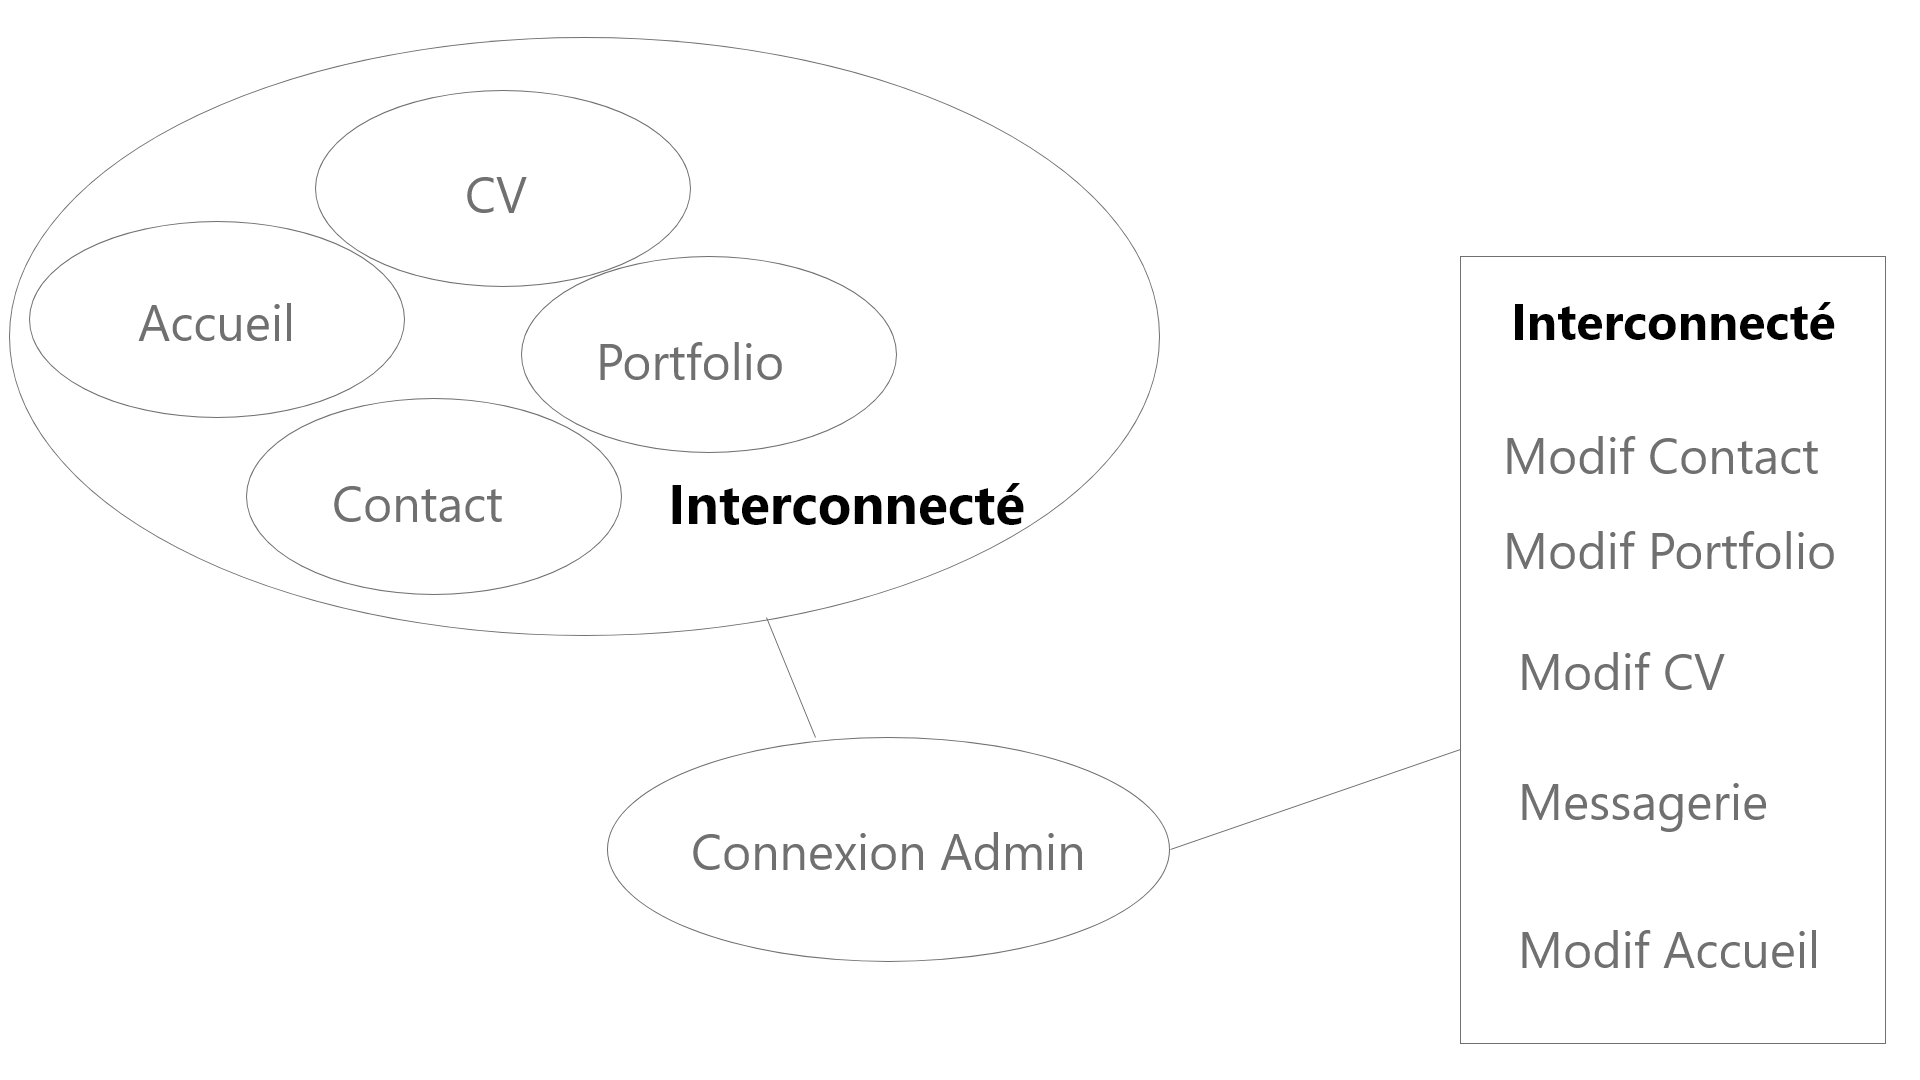 CV
Accueil
Portfolio
Contact
Interconnecté
Connexion Admin
Interconnecté
Modif Contact
Modif Portfolio
Modif CV
Messagerie
Modif Accueil